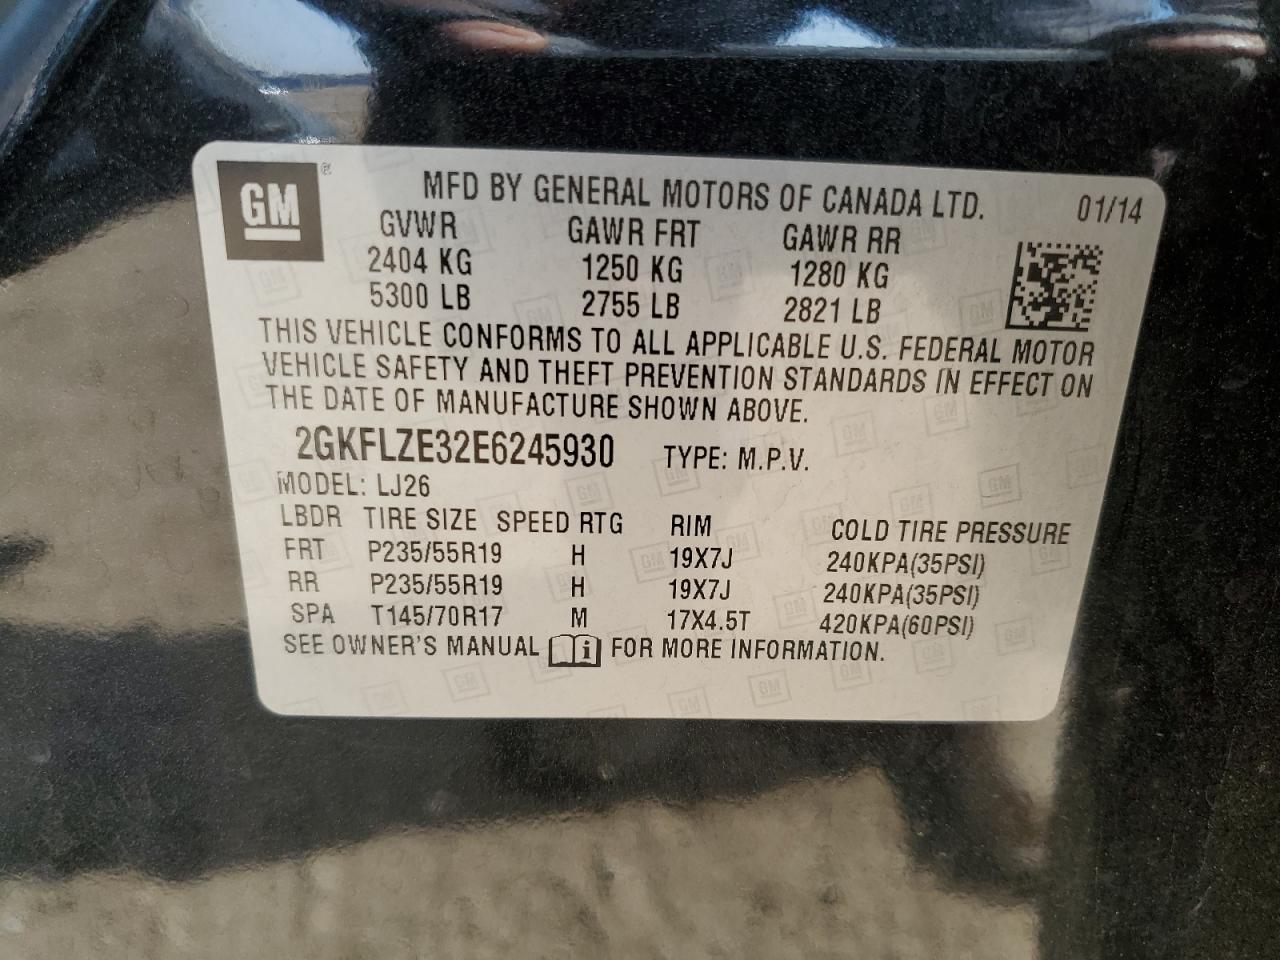 GM ®
MFD BY GENERAL MOTORS OF CANADA LTD. 01/14
GVWR GAWR FRT GAWR RR
2404 KG 1250 KG 1280 KG
5300 LB 2755 LB 2821 LB
THIS VEHICLE CONFORMS TO ALL APPLICABLE U.S. FEDERAL MOTOR
VEHICLE SAFETY AND THEFT PREVENTION STANDARDS IN EFFECT ON
THE DATE OF MANUFACTURE SHOWN ABOVE.
2GKFLZE32E6245930 TYPE: M.P.V.
MODEL: LJ26
LBDR TIRE SIZE SPEED RTG RIM COLD TIRE PRESSURE
FRT P235/55R19 H 19X7J 240KPA(35PSI)
RR P235/55R19 H 19X7J 240KPA(35PSI)
SPA T145/70R17 M 17X4.5T 420KPA(60PSI)
SEE OWNER'S MANUAL i FOR MORE INFORMATION.